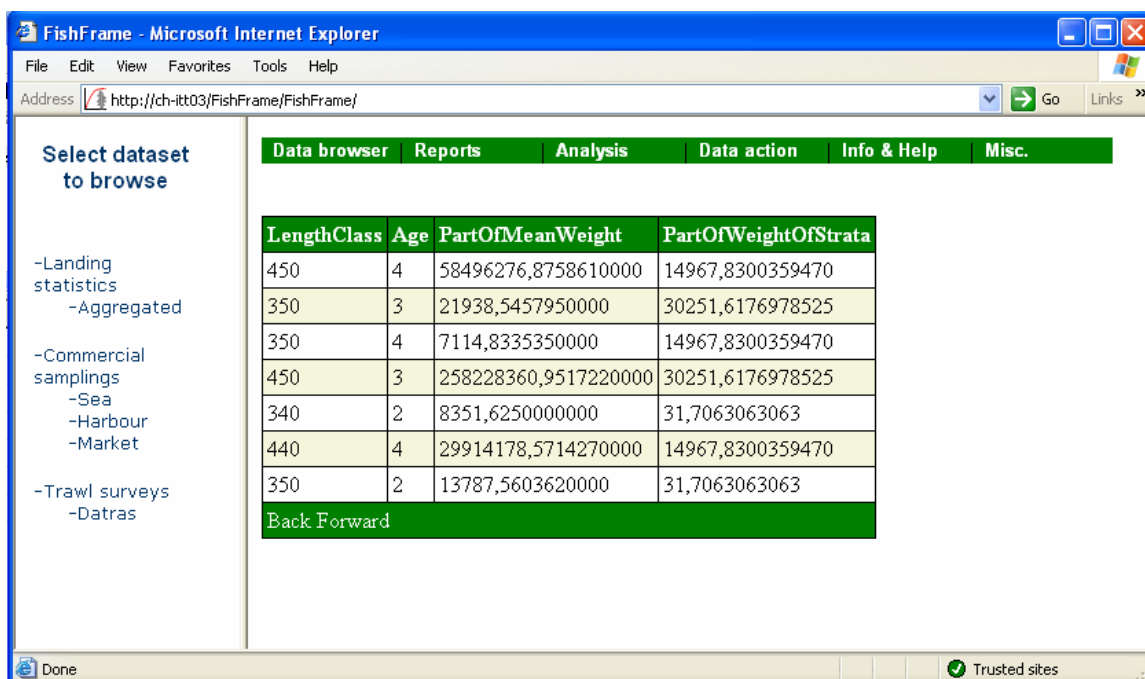 FishFrame - Microsoft Internet Explorer
File Edit View Favorites Tools Help
Address http://ch-itt03/FishFrame/FishFrame/ Go Links »
Select dataset
to browse
-Landing
statistics
-Aggregated
-Commercial
samplings
-Sea
-Harbour
-Market
-Trawl surveys
-Datras
Data browser Reports Analysis Data action Info & Help Misc.
LengthClass Age PartOfMeanWeight PartOfWeightOfStrata
450 4 58496276,8758610000 14967,8300359470
350 3 21938,5457950000 30251,6176978525
350 4 7114,8335350000 14967,8300359470
450 3 258228360,9517220000 30251,6176978525
340 2 8351,6250000000 31,7063063063
440 4 29914178,5714270000 14967,8300359470
350 2 13787,5603620000 31,7063063063
Back Forward
Done Trusted sites